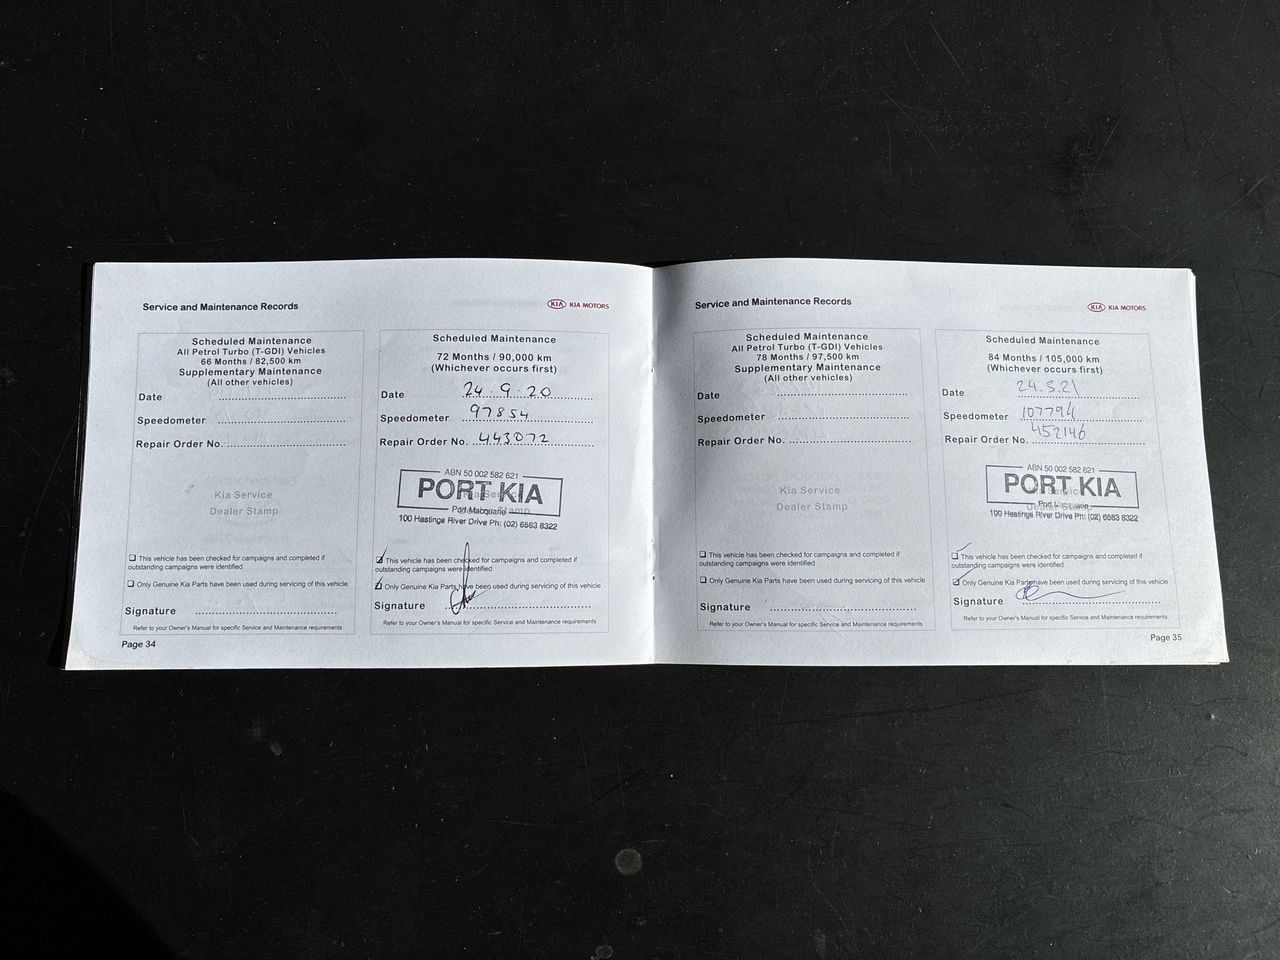 Service and Maintenance Records
KIA KIA MOTORS
Scheduled Maintenance
All Petrol Turbo (T-GDI) Vehicles
66 Months / 82,500 km
Supplementary Maintenance
(All other vehicles)
Date
Speedometer
Repair Order No.
Kia Service
Dealer Stamp
This vehicle has been checked for campaigns and completed if
outstanding campaigns were identified
Only Genuine Kia Parts have been used during servicing of this vehicle
Signature
Refer to your Owner's Manual for specific Service and Maintenance requirements
Page 34
Scheduled Maintenance
72 Months / 90,000 km
(Whichever occurs first)
Date 24.9.20
Speedometer 97854
Repair Order No. 443072
ABN 50 002 582 621
PORT KIA
Port Macquarie
100 Hastings River Drive Ph: (02) 6583 8322
This vehicle has been checked for campaigns and completed if
outstanding campaigns were identified
Only Genuine Kia Parts have been used during servicing of this vehicle
Signature
Refer to your Owner's Manual for specific Service and Maintenance requirements
Service and Maintenance Records
KIA KIA MOTORS
Scheduled Maintenance
All Petrol Turbo (T-GDI) Vehicles
78 Months / 97,500 km
Supplementary Maintenance
(All other vehicles)
Date
Speedometer
Repair Order No.
Kia Service
Dealer Stamp
This vehicle has been checked for campaigns and completed if
outstanding campaigns were identified
Only Genuine Kia Parts have been used during servicing of this vehicle
Signature
Refer to your Owner's Manual for specific Service and Maintenance requirements
Scheduled Maintenance
84 Months / 105,000 km
(Whichever occurs first)
Date 24.3.21
Speedometer 107794
Repair Order No. 452146
ABN 50 002 582 621
PORT KIA
Port Macquarie
100 Hastings River Drive Ph: (02) 6583 8322
This vehicle has been checked for campaigns and completed if
outstanding campaigns were identified
Only Genuine Kia Parts have been used during servicing of this vehicle
Signature
Refer to your Owner's Manual for specific Service and Maintenance requirements
Page 35